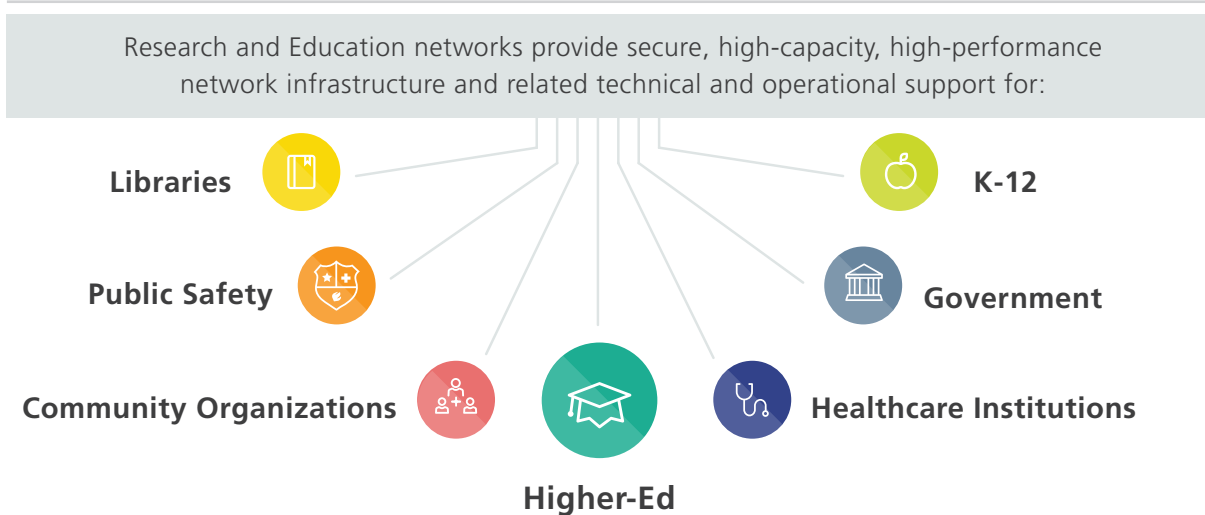 Research and Education networks provide secure, high-capacity, high-performance
network infrastructure and related technical and operational support for:
Libraries
K-12
Public Safety
Government
Community Organizations
Healthcare Institutions
Higher-Ed